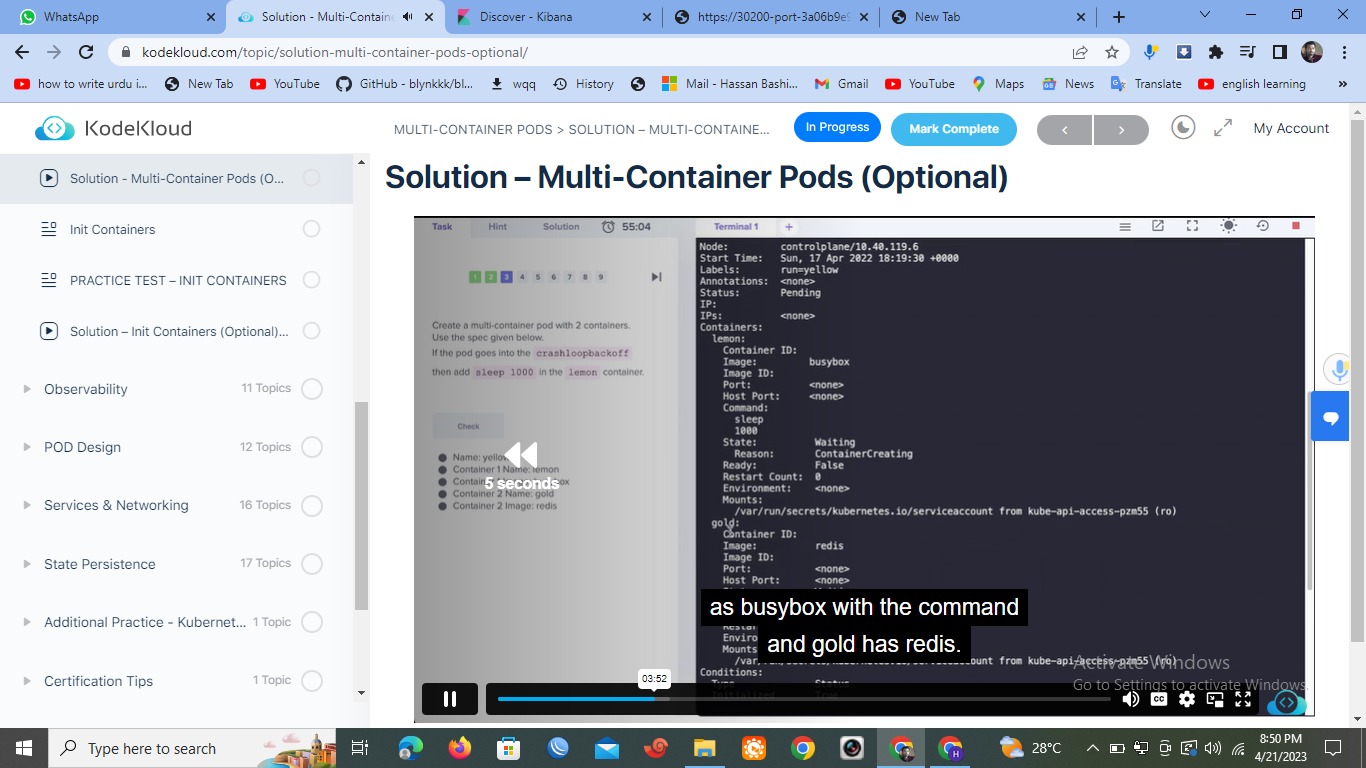 WhatsApp
Solution - Multi-Contain
Discover - Kibana
https://30200-port-3a06b9e9
New Tab
kodekloud.com/topic/solution-multi-container-pods-optional/
how to write urdu i...
New Tab
YouTube
GitHub - blynkkk/bl...
wqq
History
Mail - Hassan Bashi...
Gmail
YouTube
Maps
News
Translate
english learning
KodeKloud
MULTI-CONTAINER PODS > SOLUTION – MULTI-CONTAINE...
In Progress
Mark Complete
My Account
Solution - Multi-Container Pods (O...
Init Containers
PRACTICE TEST – INIT CONTAINERS
Solution – Init Containers (Optional)...
Observability
11 Topics
POD Design
12 Topics
Services & Networking
16 Topics
State Persistence
17 Topics
Additional Practice - Kubernet...
1 Topic
Certification Tips
1 Topic
Solution – Multi-Container Pods (Optional)
Task
Hint
Solution
55:04
Terminal 1
+
1 2 3 4 5 6 7 8 9
Create a multi-container pod with 2 containers.
Use the spec given below.
If the pod goes into the crashloopbackoff
then add sleep 1000 in the lemon container.
Check
Name: yellow
Container 1 Name: lemon
Container 2 Name: gold
Container 2 Image: redis
5 seconds
Node: controlplane/10.40.119.6
Start Time: Sun, 17 Apr 2022 18:19:30 +0000
Labels: run=yellow
Annotations: <none>
Status: Pending
IP:
IPs: <none>
Containers:
lemon:
Container ID:
Image: busybox
Image ID:
Port: <none>
Host Port: <none>
Command:
sleep
1000
State: Waiting
Reason: ContainerCreating
Ready: False
Restart Count: 0
Environment: <none>
Mounts:
/var/run/secrets/kubernetes.io/serviceaccount from kube-api-access-pzm55 (ro)
gold:
Container ID:
Image: redis
Image ID:
Port: <none>
Host Port: <none>
as busybox with the command
and gold has redis.
Enviro
Mounts
/var/run/secrets/kubernetes.io/serviceaccount from kube-api-access-pzm55 (ro)
Conditions:
Type Status
Initialized True
03:52
CC
Activate Windows
Go to Settings to activate Windows.
Type here to search
28°C
8:50 PM
4/21/2023